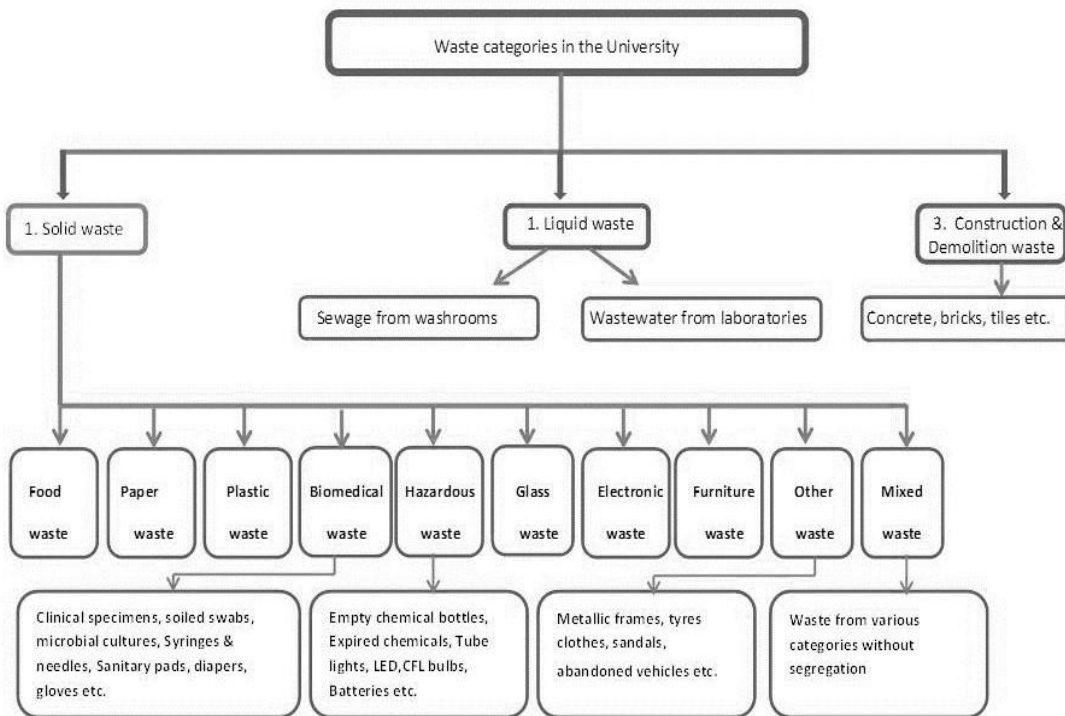 Waste categories in the University
1. Solid waste
1. Liquid waste
3. Construction &
Demolition waste
Sewage from washrooms
Wastewater from laboratories
Concrete, bricks, tiles etc.
Food
waste
Paper
waste
Plastic
waste
Biomedical
waste
Hazardous
waste
Glass
waste
Electronic
waste
Furniture
waste
Other
waste
Mixed
waste
Clinical specimens, soiled swabs,
microbial cultures, Syringes &
needles, Sanitary pads, diapers,
gloves etc.
Empty chemical bottles,
Expired chemicals, Tube
lights, LED,CFL bulbs,
Batteries etc.
Metallic frames, tyres
clothes, sandals,
abandoned vehicles etc.
Waste from various
categories without
segregation